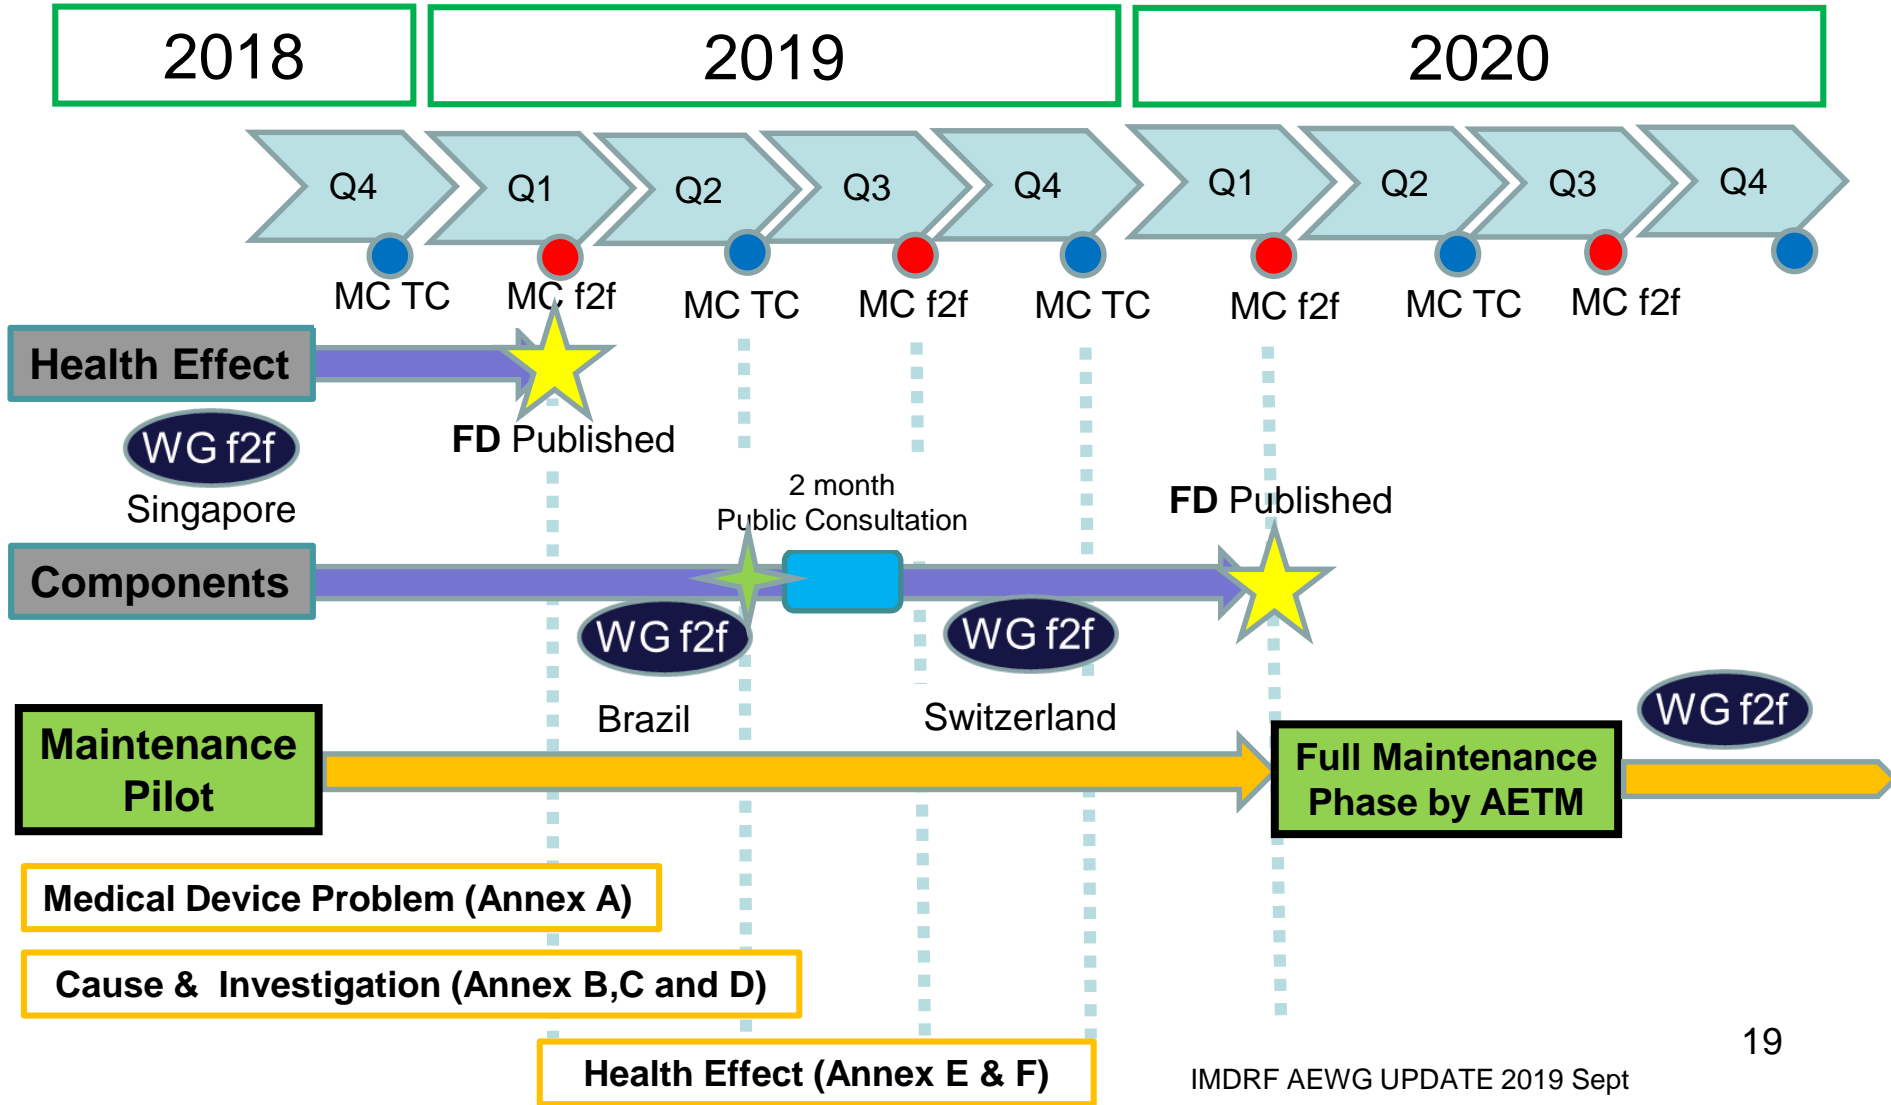 2018
2019
2020
Q4
Q1
Q2
Q3
Q4
Q1
Q2
Q3
Q4
MC TC
MC f2f
MC TC
MC f2f
MC TC
MC f2f
MC TC
MC f2f
Health Effect
FD Published
WG f2f
Singapore
2 month
Public Consultation
FD Published
Components
WG f2f
WG f2f
Brazil
Switzerland
WG f2f
Maintenance
Pilot
Full Maintenance
Phase by AETM
Medical Device Problem (Annex A)
Cause & Investigation (Annex B,C and D)
Health Effect (Annex E & F)
19
IMDRF AEWG UPDATE 2019 Sept